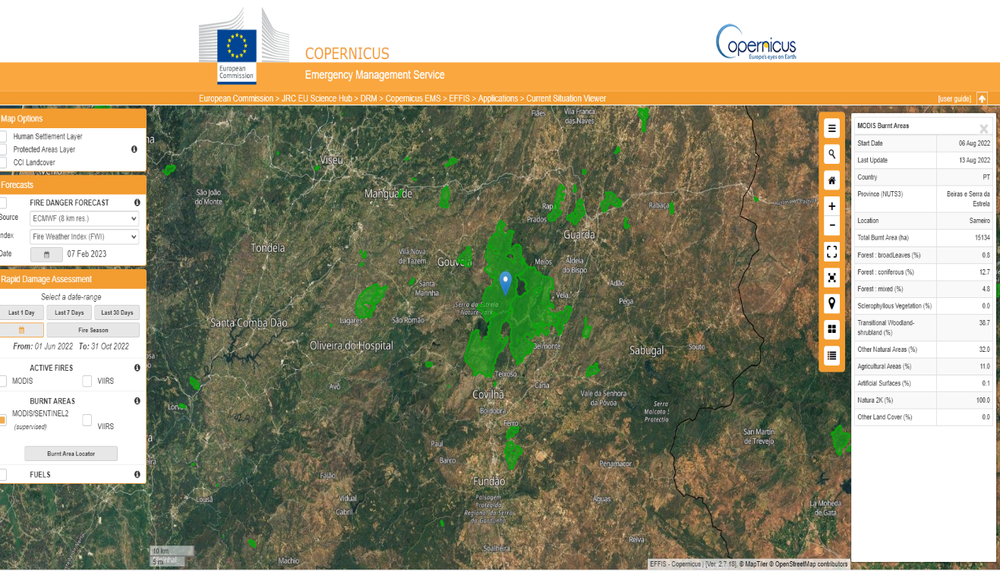 European
Commission
COPERNICUS
opernicus
Europe's eyes on Earth
Emergency Management Service
European Commission > JRC EU Science Hub > DRM > Copernicus EMS > EFFIS > Applications > Current Situation Viewer
[user guide]
Map Options
Human Settlement Layer
Protected Areas Layer
CCI Landcover
Forecasts
FIRE DANGER FORECAST
Source
ECMWF (8 km res.)
Index
Fire Weather Index (FWI)
Date
07 Feb 2023
Rapid Damage Assessment
Select a date-range
Last 1 Day
Last 7 Days
Last 30 Days
Fire Season
From: 01 Jun 2022 To: 31 Oct 2022
ACTIVE FIRES
MODIS
VIIRS
BURNT AREAS
MODIS/SENTINEL2
(supervised)
VIIRS
Burnt Area Locator
FUELS
Flães
Vila Franca
das Naves
Viseu
São João
do Monte
Mangualde
Rap
Prados
Rabaça
Guarda
Tondela
Vila Nova
de Tazem
Gouveia
Meios
Aldeia
do Bispo
Santa
Marinha
Adão
Vela
Pega
Serra da Estrela
Nature Park
Lagares
São Romão
Santa Comba Dão
Oliveira do Hospital
Belmonte
Sabugal
Souto
Teixoso
Avô
Caria
Covilhã
Vale da Senhora
da Póvoa
Boidobra
Serra
Malcata
Protectio
Ferro
San Martín
de Trevejo
Paul
Barco
Penamacor
Fajão
Fundão
Lousã
Vidual
Cabril
Paisagem
Protegida
Regional da Serra
da Gardunha
Aguas
La Moheda
de Gata
Soalheira
Relva
Machio
10 km
EFFIS - Copernicus | [Ver. 2.7.18], © MapTiler © OpenStreetMap contributors
MODIS Burnt Areas
Start Date 06 Aug 2022
Last Update 13 Aug 2022
Country PT
Province (NUTS3) Beiras e Serra da
Estrela
Location Sameiro
Total Burnt Area (ha) 15134
Forest : broadLeaves (%) 0.8
Forest : coniferous (%) 12.7
Forest : mixed (%) 4.8
Sclerophyllous Vegetation (%) 0.0
Transitional Woodland-
shrubland (%) 38.7
Other Natural Areas (%) 32.0
Agricultural Areas (%) 11.0
Artificial Surfaces (%) 0.1
Natura 2K (%) 100.0
Other Land Cover (%) 0.0